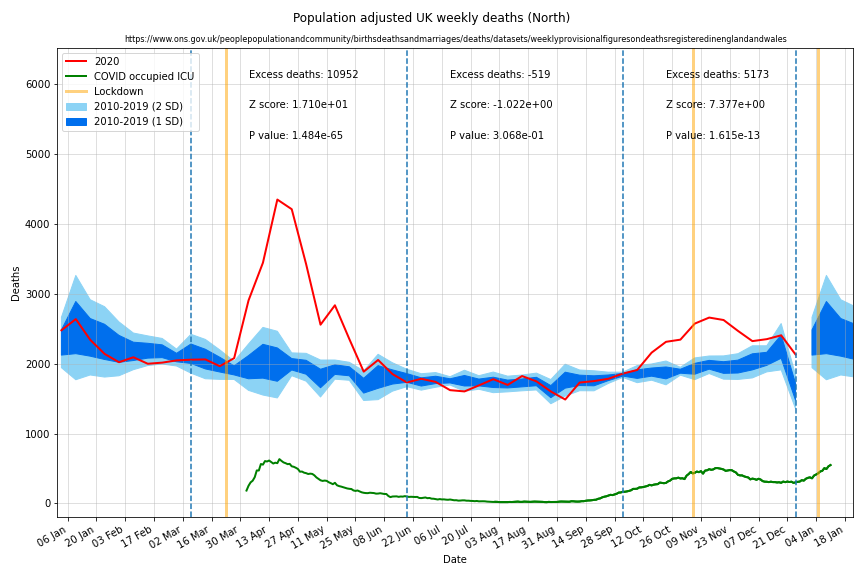 Population adjusted UK weekly deaths (North)
https://www.ons.gov.uk/peoplepopulationandcommunity/birthsdeathsandmarriages/deaths/datasets/weeklyprovisionalfiguresondeathsregisteredinenglandandwales
2020
COVID occupied ICU
Lockdown
2010-2019 (2 SD)
2010-2019 (1 SD)
Excess deaths: 10952
Z score: 1.710e+01
P value: 1.484e-65
Excess deaths: -519
Z score: -1.022e+00
P value: 3.068e-01
Excess deaths: 5173
Z score: 7.377e+00
P value: 1.615e-13
Deaths
6000
5000
4000
3000
2000
1000
0
06 Jan
20 Jan
03 Feb
17 Feb
02 Mar
16 Mar
30 Mar
13 Apr
27 Apr
11 May
25 May
08 Jun
22 Jun
06 Jul
20 Jul
03 Aug
17 Aug
31 Aug
14 Sep
28 Sep
12 Oct
26 Oct
09 Nov
23 Nov
07 Dec
21 Dec
04 Jan
18 Jan
Date